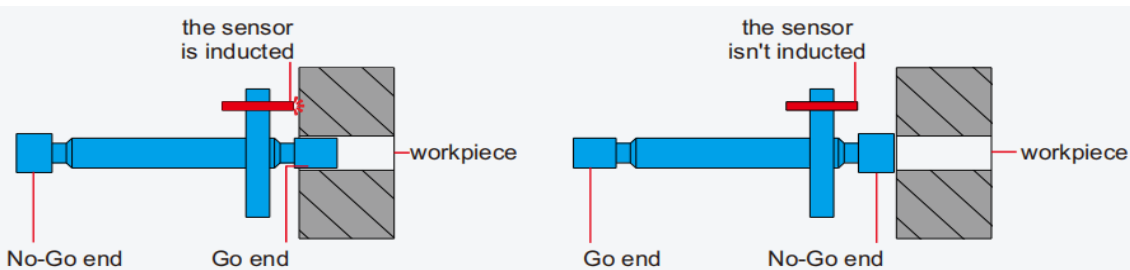 the sensor
is inducted
workpiece
No-Go end
Go end
the sensor
isn't inducted
workpiece
Go end
No-Go end